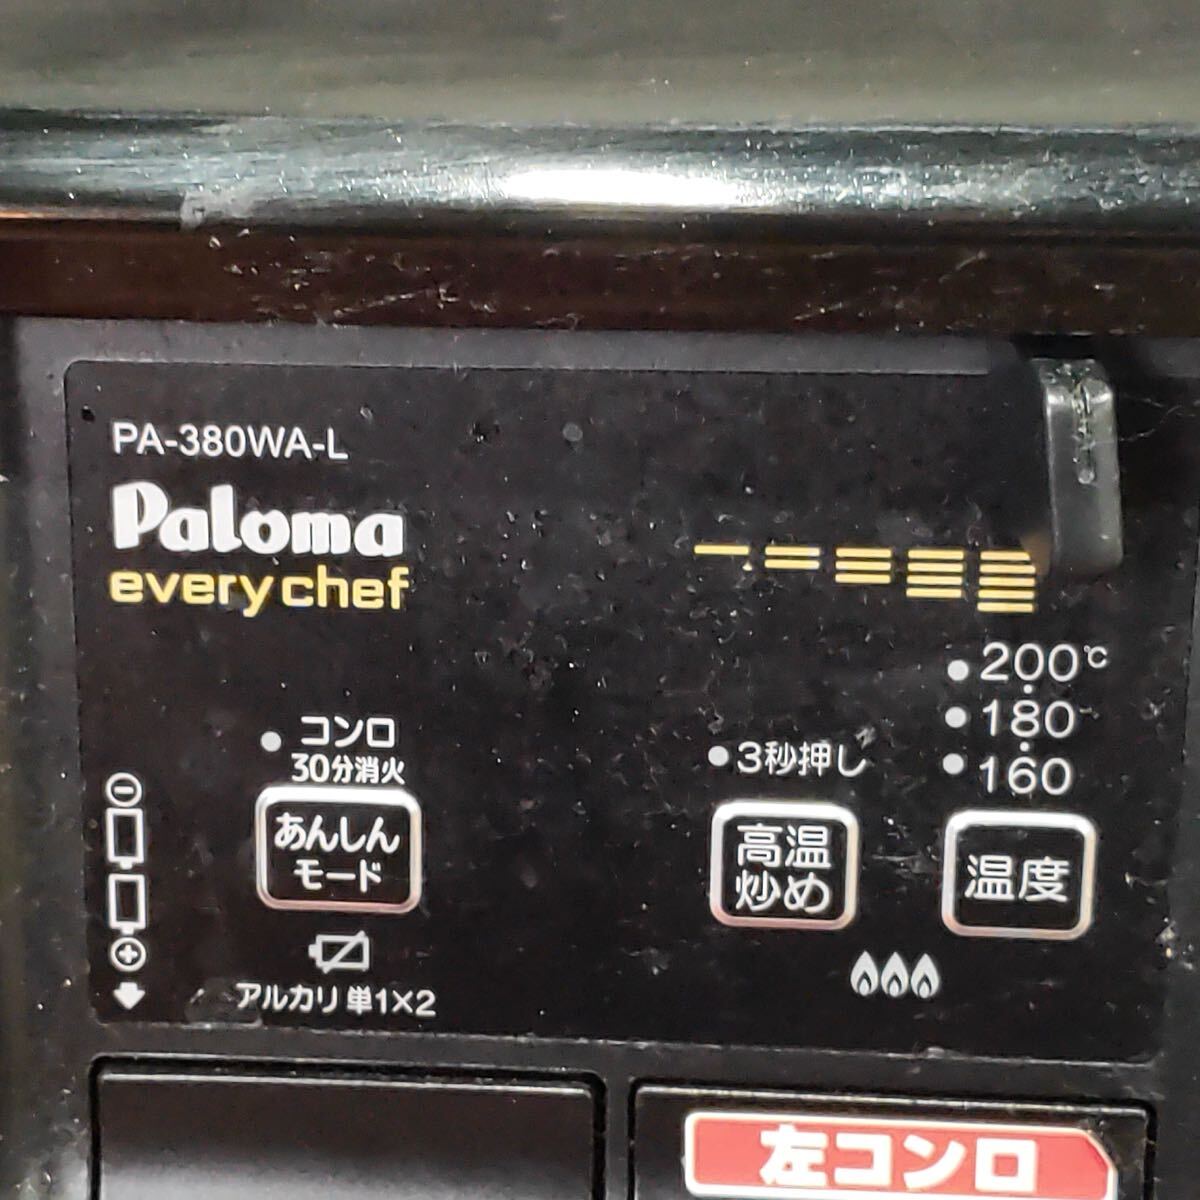 PA-380WA-L
Paloma
every chef
200℃
180
160
コンロ
30分消火
3秒押し
あんしん
モード
高温
炒め
温度
アルカリ 単1×2
左コンロ